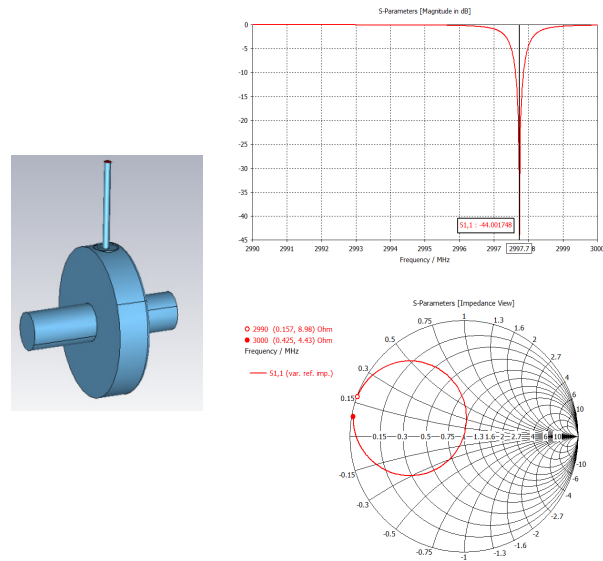 S-Parameters [Magnitude in dB]
0
-5
-10
-15
-20
-25
-30
-35
-40
-45
S1,1 : -44.001748
2990 2991 2992 2993 2994 2995 2996 2997 2997.7 8 2999 3000
Frequency / MHz
S-Parameters [Impedance View]
2990 (0.157, 8.98) Ohm
3000 (0.425, 4.43) Ohm
Frequency / MHz
S1,1 (var. ref. imp.)
0.75 1 1.3
0.5 1.6
2
0.3 2.7
4
0.15 6
10
0.15 0.3 0.5 0.75 1 1.3 1.6 2 2.7 4 6 10
-0.15 -10
-6
-0.3 -4
-2.7
-0.5 -2
-0.75 -1 -1.3 -1.6